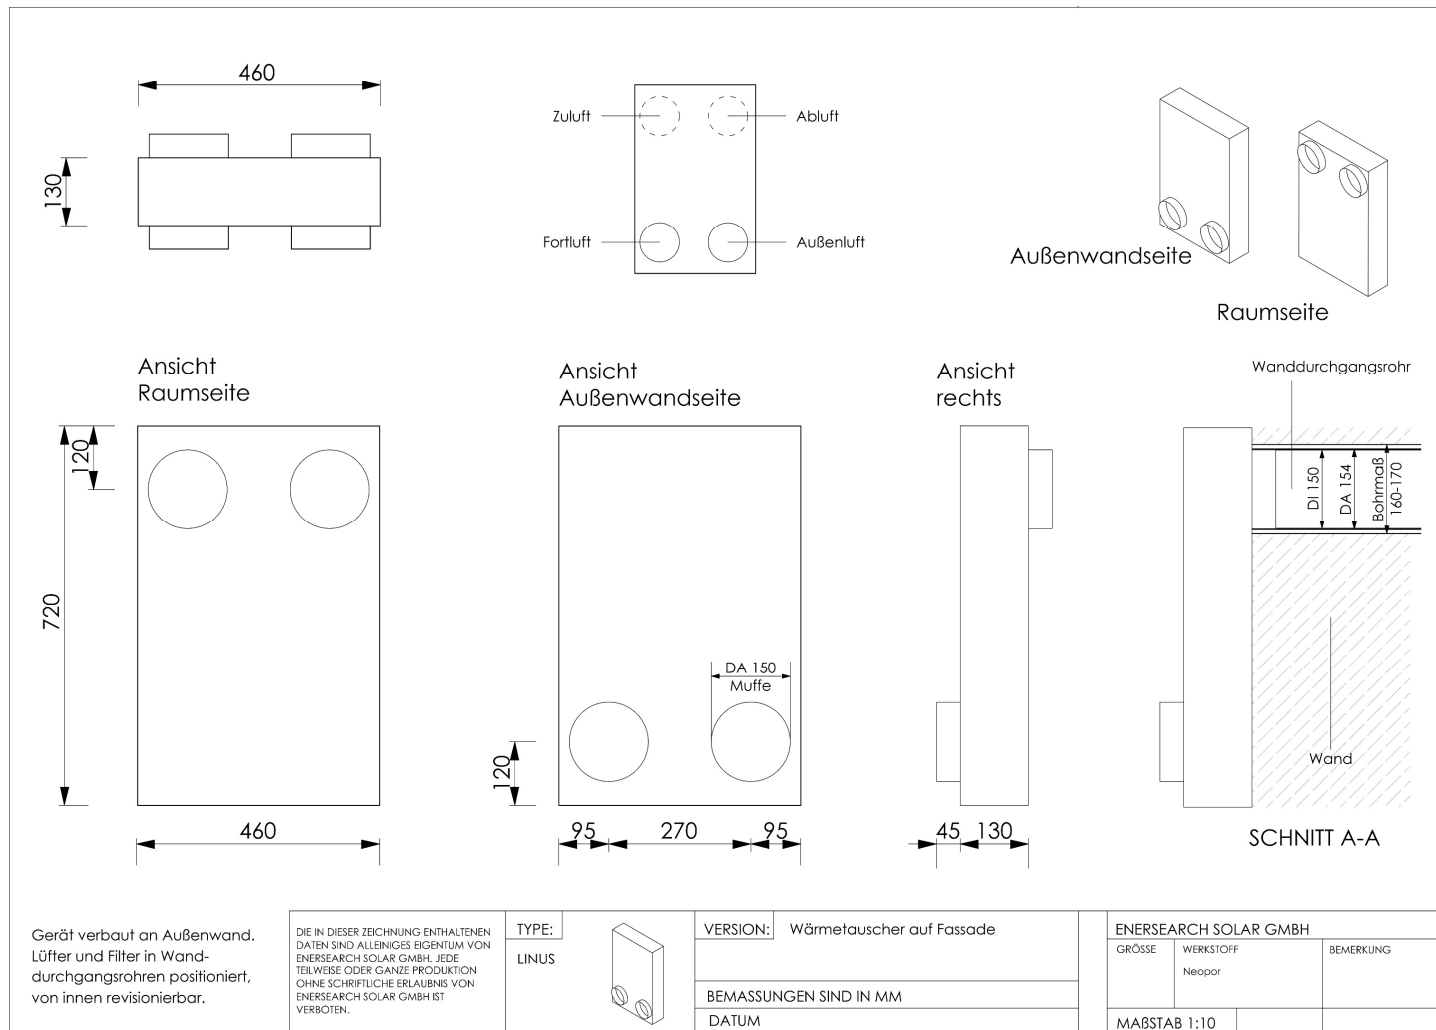 460
130
Zuluft
Abluft
Fortluft
Außenluft
Außenwandseite
Raumseite
Ansicht
Raumseite
120
720
460
Ansicht
Außenwandseite
DA 150
Muffe
120
95
270
95
Ansicht
rechts
45
130
Wanddurchgangsrohr
DI 150
DA 154
Bohrmaß
160-170
Wand
SCHNITT A-A
Gerät verbaut an Außenwand.
Lüfter und Filter in Wand-
durchgangsrohren positioniert,
von innen revisionierbar.
DIE IN DIESER ZEICHNUNG ENTHALTENEN
DATEN SIND ALLEINIGES EIGENTUM VON
ENERSEARCH SOLAR GMBH. JEDE
TEILWEISE ODER GANZE PRODUKTION
OHNE SCHRIFTLICHE ERLAUBNIS VON
ENERSEARCH SOLAR GMBH IST
VERBOTEN.
TYPE:
LINUS
VERSION: Wärmetauscher auf Fassade
BEMASSUNGEN SIND IN MM
DATUM
ENERSEARCH SOLAR GMBH
GRÖSSE
WERKSTOFF
Neopor
BEMERKUNG
MAßSTAB 1:10